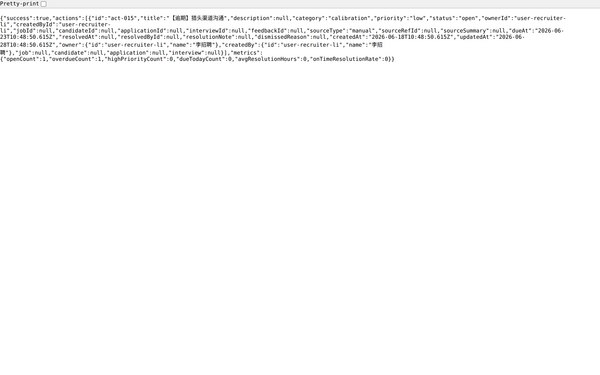 Pretty-print
{"success":true,"actions":[{"id":"act-015","title":"【逾期】猎头渠道沟通","description":null,"category":"calibration","priority":"low","status":"open","ownerId":"user-recruiter-
li","createdById":"user-recruiter-
li","jobId":null,"candidateId":null,"applicationId":null,"interviewId":null,"feedbackId":null,"sourceType":"manual","sourceRefId":null,"sourceSummary":null,"dueAt":"2026-06-
23T10:48:50.615Z","resolvedAt":null,"resolvedById":null,"resolutionNote":null,"dismissedReason":null,"createdAt":"2026-06-18T10:48:50.615Z","updatedAt":"2026-06-
28T10:48:50.615Z","owner":{"id":"user-recruiter-li","name":"李招聘"},"createdBy":{"id":"user-recruiter-li","name":"李招
聘"},"job":null,"candidate":null,"application":null,"interview":null}],"metrics":
{"openCount":1,"overdueCount":1,"highPriorityCount":0,"dueTodayCount":0,"avgResolutionHours":0,"onTimeResolutionRate":0}}